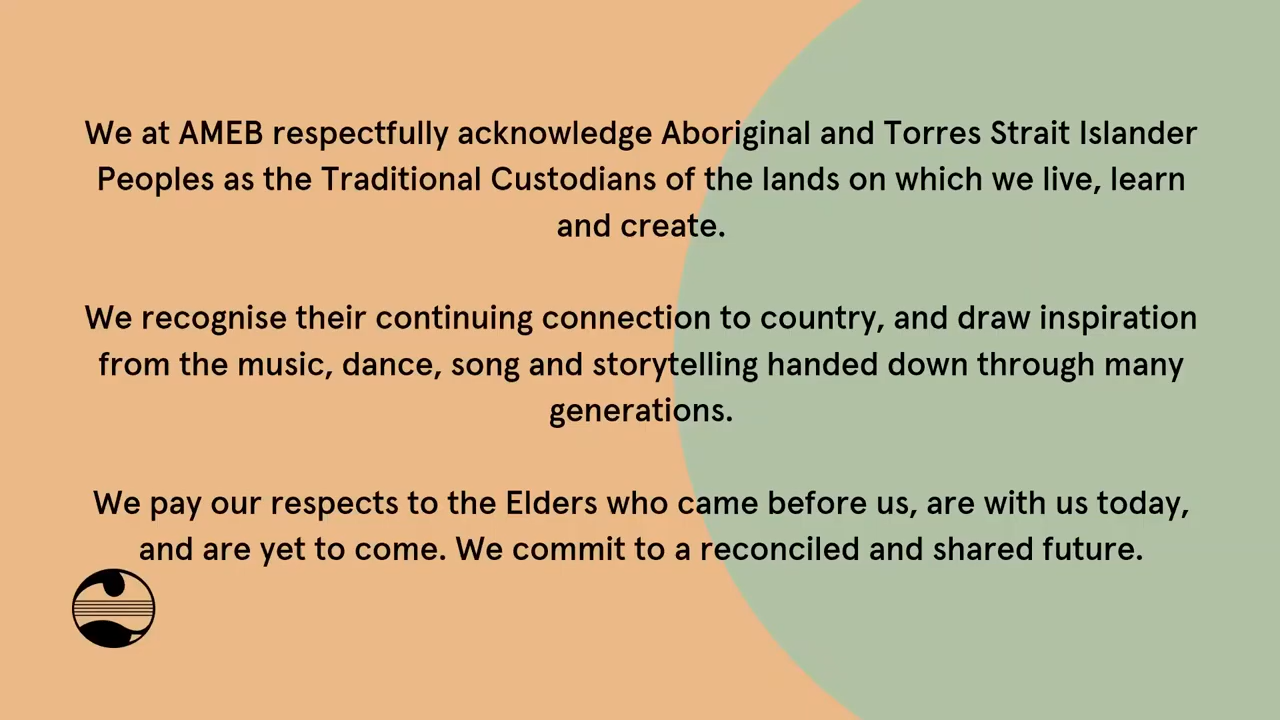 We at AMEB respectfully acknowledge Aboriginal and Torres Strait Islander
Peoples as the Traditional Custodians of the lands on which we live, learn
and create.
We recognise their continuing connection to country, and draw inspiration
from the music, dance, song and storytelling handed down through many
generations.
We pay our respects to the Elders who came before us, are with us today,
and are yet to come. We commit to a reconciled and shared future.